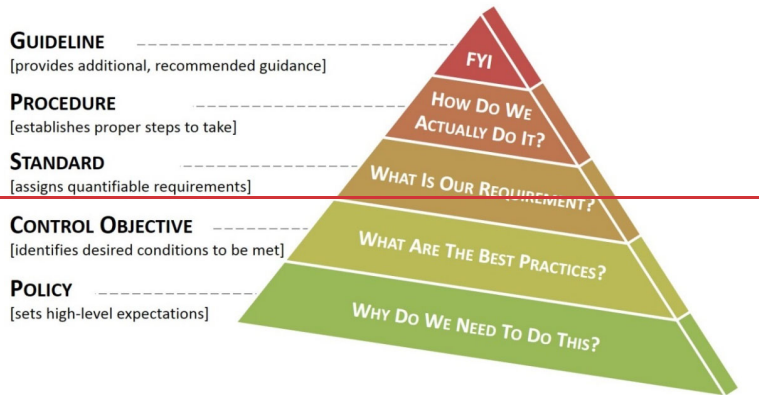 GUIDELINE
[provides additional, recommended guidance]
FYI
PROCEDURE
[establishes proper steps to take]
HOW DO WE
ACTUALLY DO IT?
STANDARD
[assigns quantifiable requirements]
WHAT IS OUR REQUIREMENT?
CONTROL OBJECTIVE
[identifies desired conditions to be met]
WHAT ARE THE BEST PRACTICES?
POLICY
[sets high-level expectations]
WHY DO WE NEED TO DO THIS?